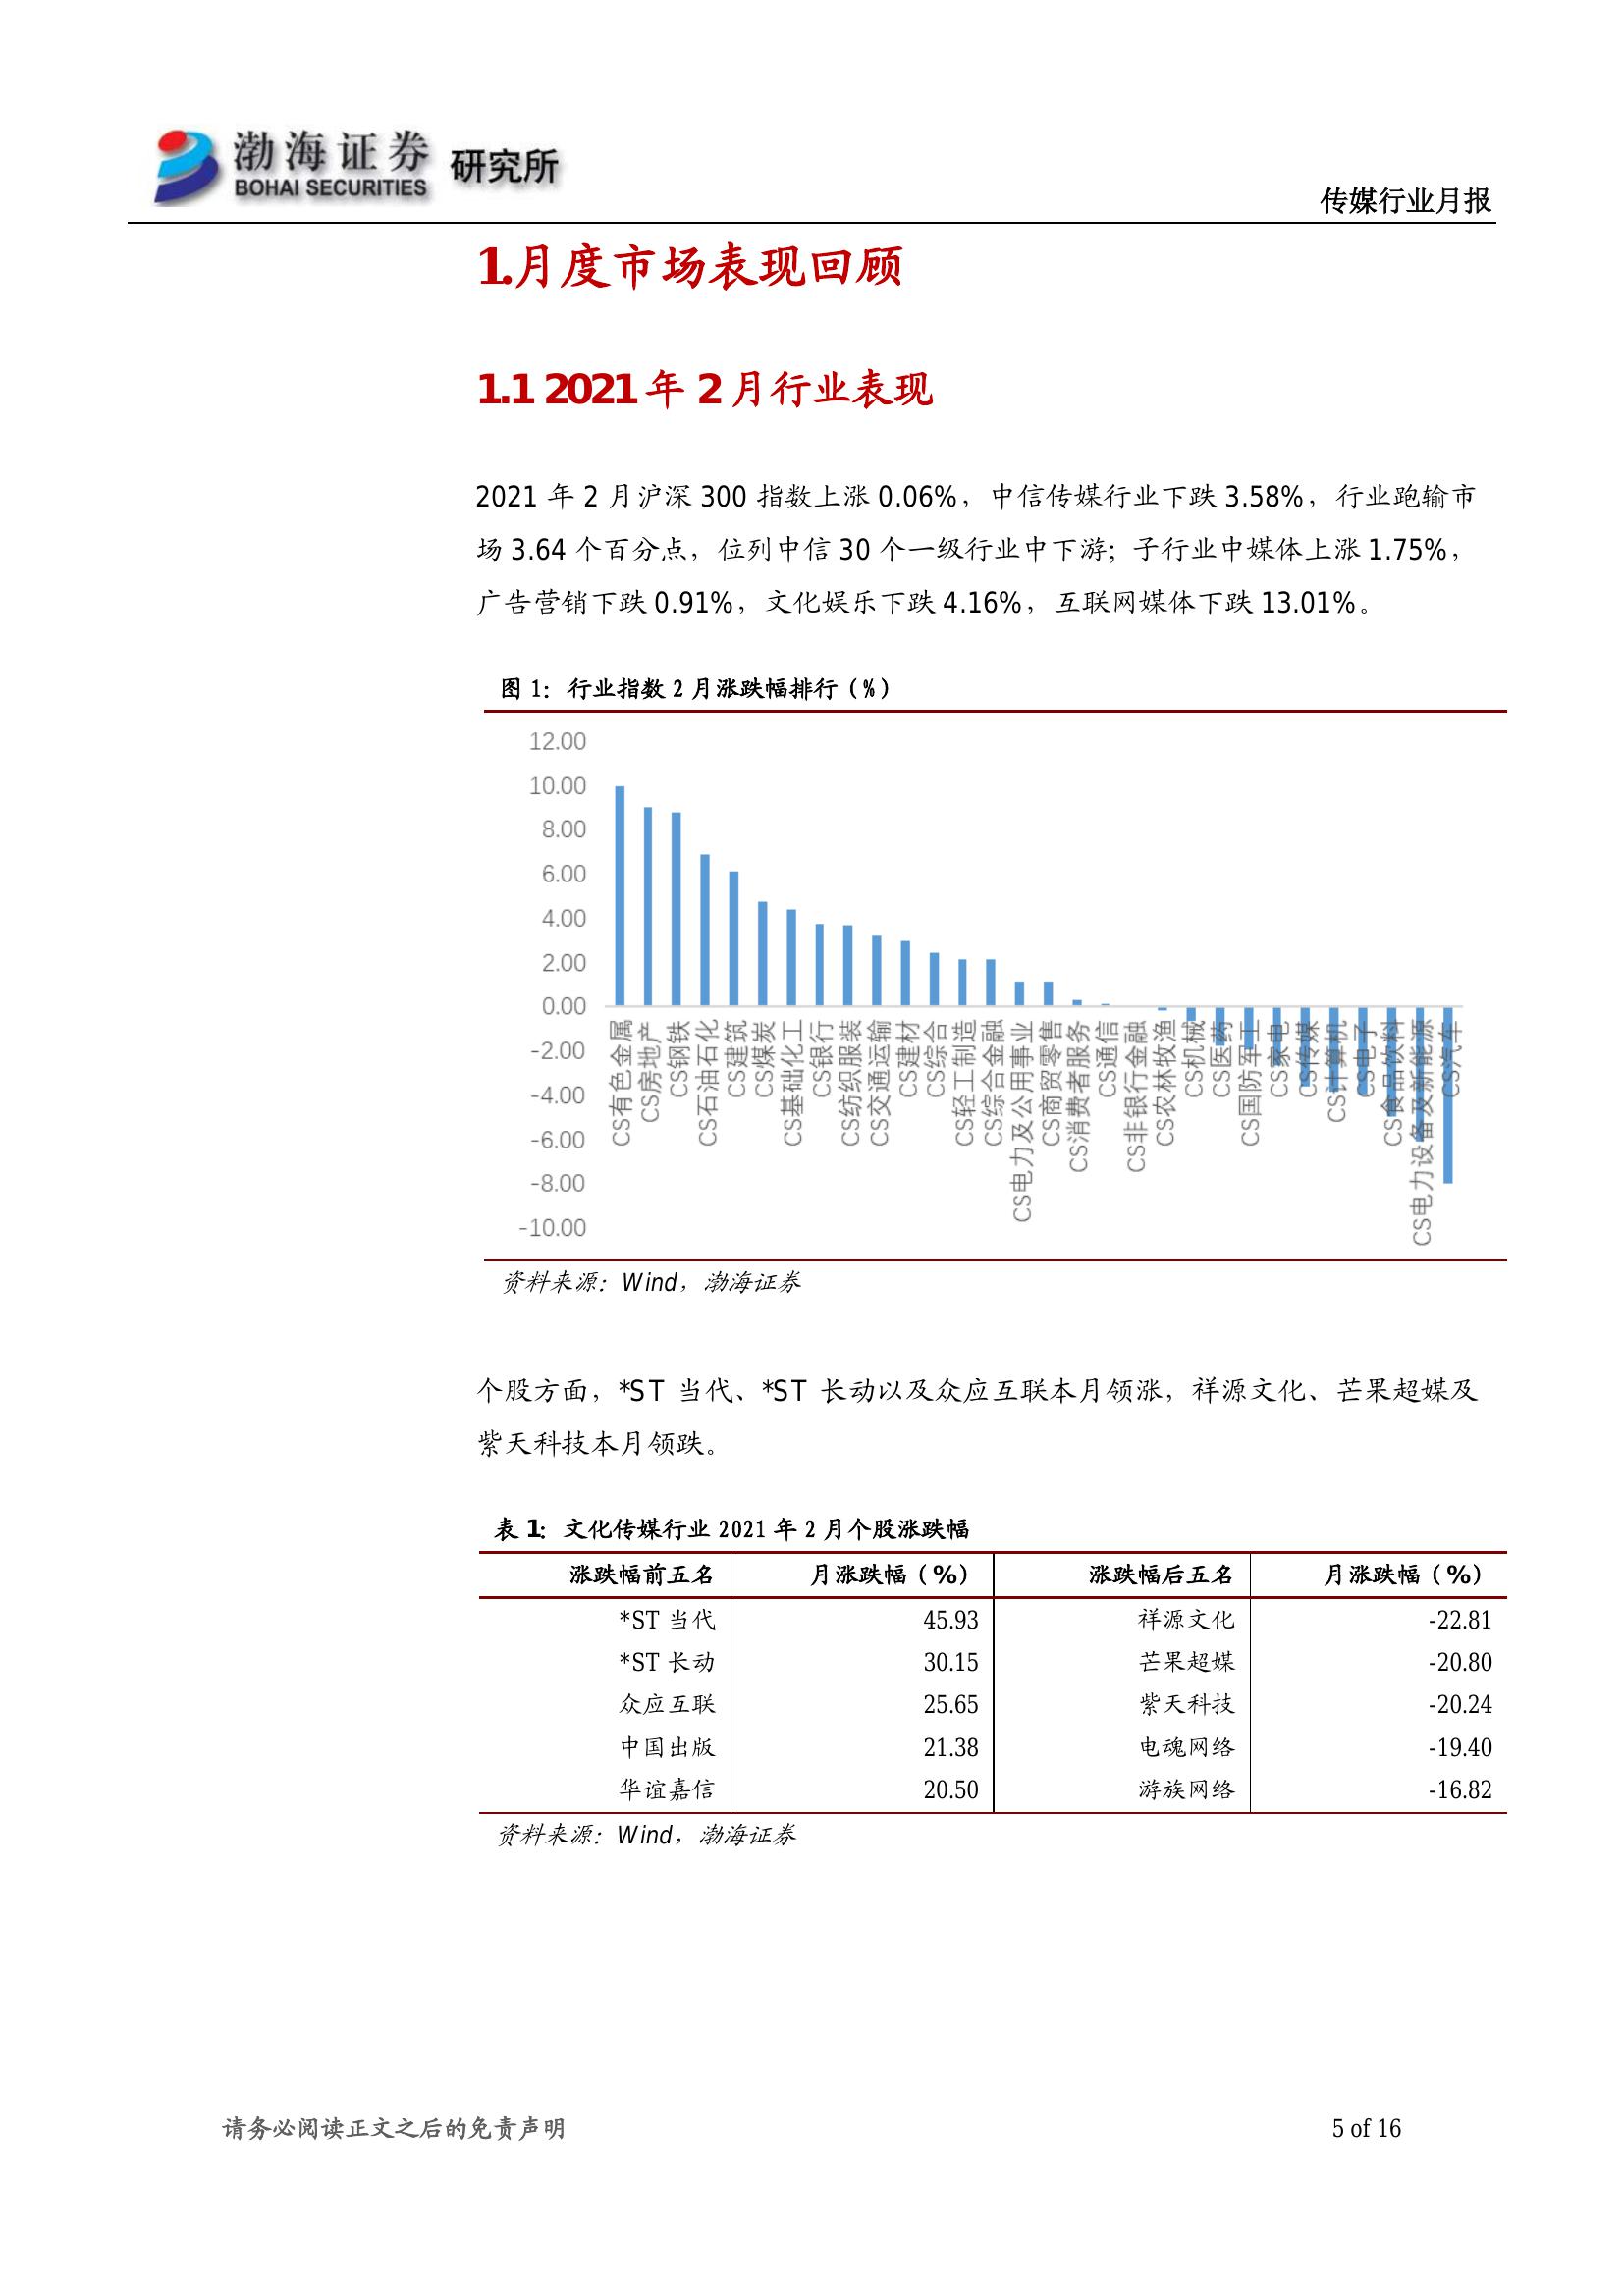 渤海证券 研究所
BOHAI SECURITIES
传媒行业月报
1.月度市场表现回顾
1.1 2021 年 2 月行业表现
2021 年 2 月沪深 300 指数上涨 0.06%，中信传媒行业下跌 3.58%，行业跑输市
场 3.64 个百分点，位列中信 30 个一级行业中下游；子行业中媒体上涨 1.75%，
广告营销下跌 0.91%，文化娱乐下跌 4.16%，互联网媒体下跌 13.01%。
图 1：行业指数 2 月涨跌幅排行（%）
12.00
10.00
8.00
6.00
4.00
2.00
0.00
-2.00
-4.00
-6.00
-8.00
-10.00
CS有色金属
CS房地产
CS钢铁
CS石油石化
CS建筑
CS煤炭
CS基础化工
CS银行
CS纺织服装
CS交通运输
CS建材
CS综合
CS轻工制造
CS综合金融
CS电力及公用事业
CS商贸零售
CS消费者服务
CS通信
CS非银行金融
CS农林牧渔
CS机械
CS医药
CS国防军工
CS家电
CS传媒
CS计算机
CS电子
CS食品饮料
CS电力设备及新能源
CS汽车
资料来源：Wind，渤海证券
个股方面，*ST 当代、*ST 长动以及众应互联本月领涨，祥源文化、芒果超媒及
紫天科技本月领跌。
表 1：文化传媒行业 2021 年 2 月个股涨跌幅
涨跌幅前五名 月涨跌幅（%） 涨跌幅后五名 月涨跌幅（%）
*ST 当代 45.93 祥源文化 -22.81
*ST 长动 30.15 芒果超媒 -20.80
众应互联 25.65 紫天科技 -20.24
中国出版 21.38 电魂网络 -19.40
华谊嘉信 20.50 游族网络 -16.82
资料来源：Wind，渤海证券
请务必阅读正文之后的免责声明 5 of 16